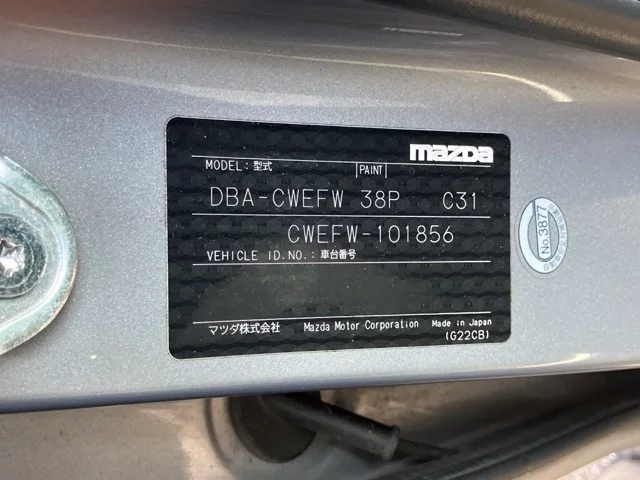 mazda
MODEL:型式 PAINT
DBA-CWEFW 38P C31
CWEFW-101856
VEHICLE ID.NO.:車台番号
マツダ株式会社 Mazda Motor Corporation Made in Japan
(G22CB)
No.3877